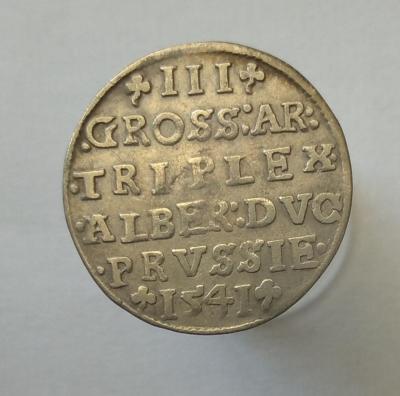 III
·GROSS:AR:
·TRIPLEX·
:ALBER:DVC
·PRVSSIE·
1541